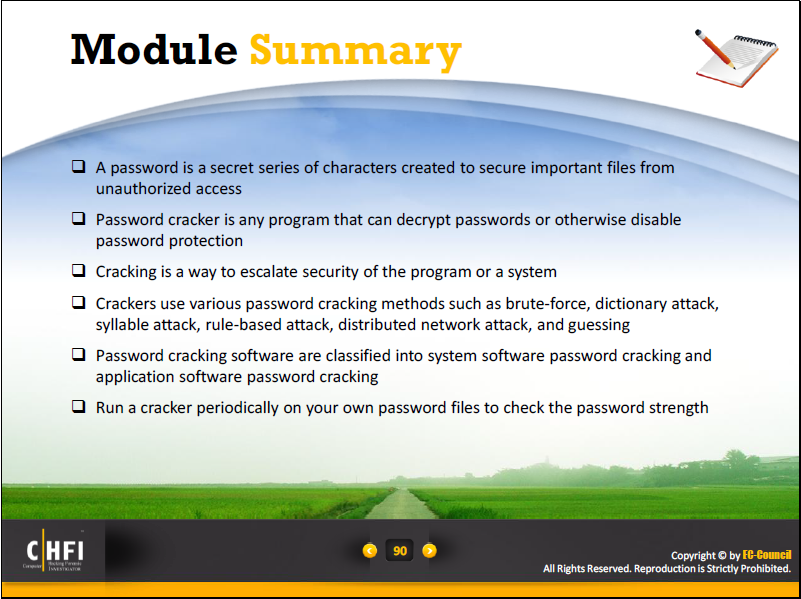 Module Summary
❑ A password is a secret series of characters created to secure important files from
unauthorized access
❑ Password cracker is any program that can decrypt passwords or otherwise disable
password protection
❑ Cracking is a way to escalate security of the program or a system
❑ Crackers use various password cracking methods such as brute-force, dictionary attack,
syllable attack, rule-based attack, distributed network attack, and guessing
❑ Password cracking software are classified into system software password cracking and
application software password cracking
❑ Run a cracker periodically on your own password files to check the password strength
CHFI
Computer Hacking Forensic
INVESTIGATOR
90
Copyright © by EC-Council
All Rights Reserved. Reproduction is Strictly Prohibited.